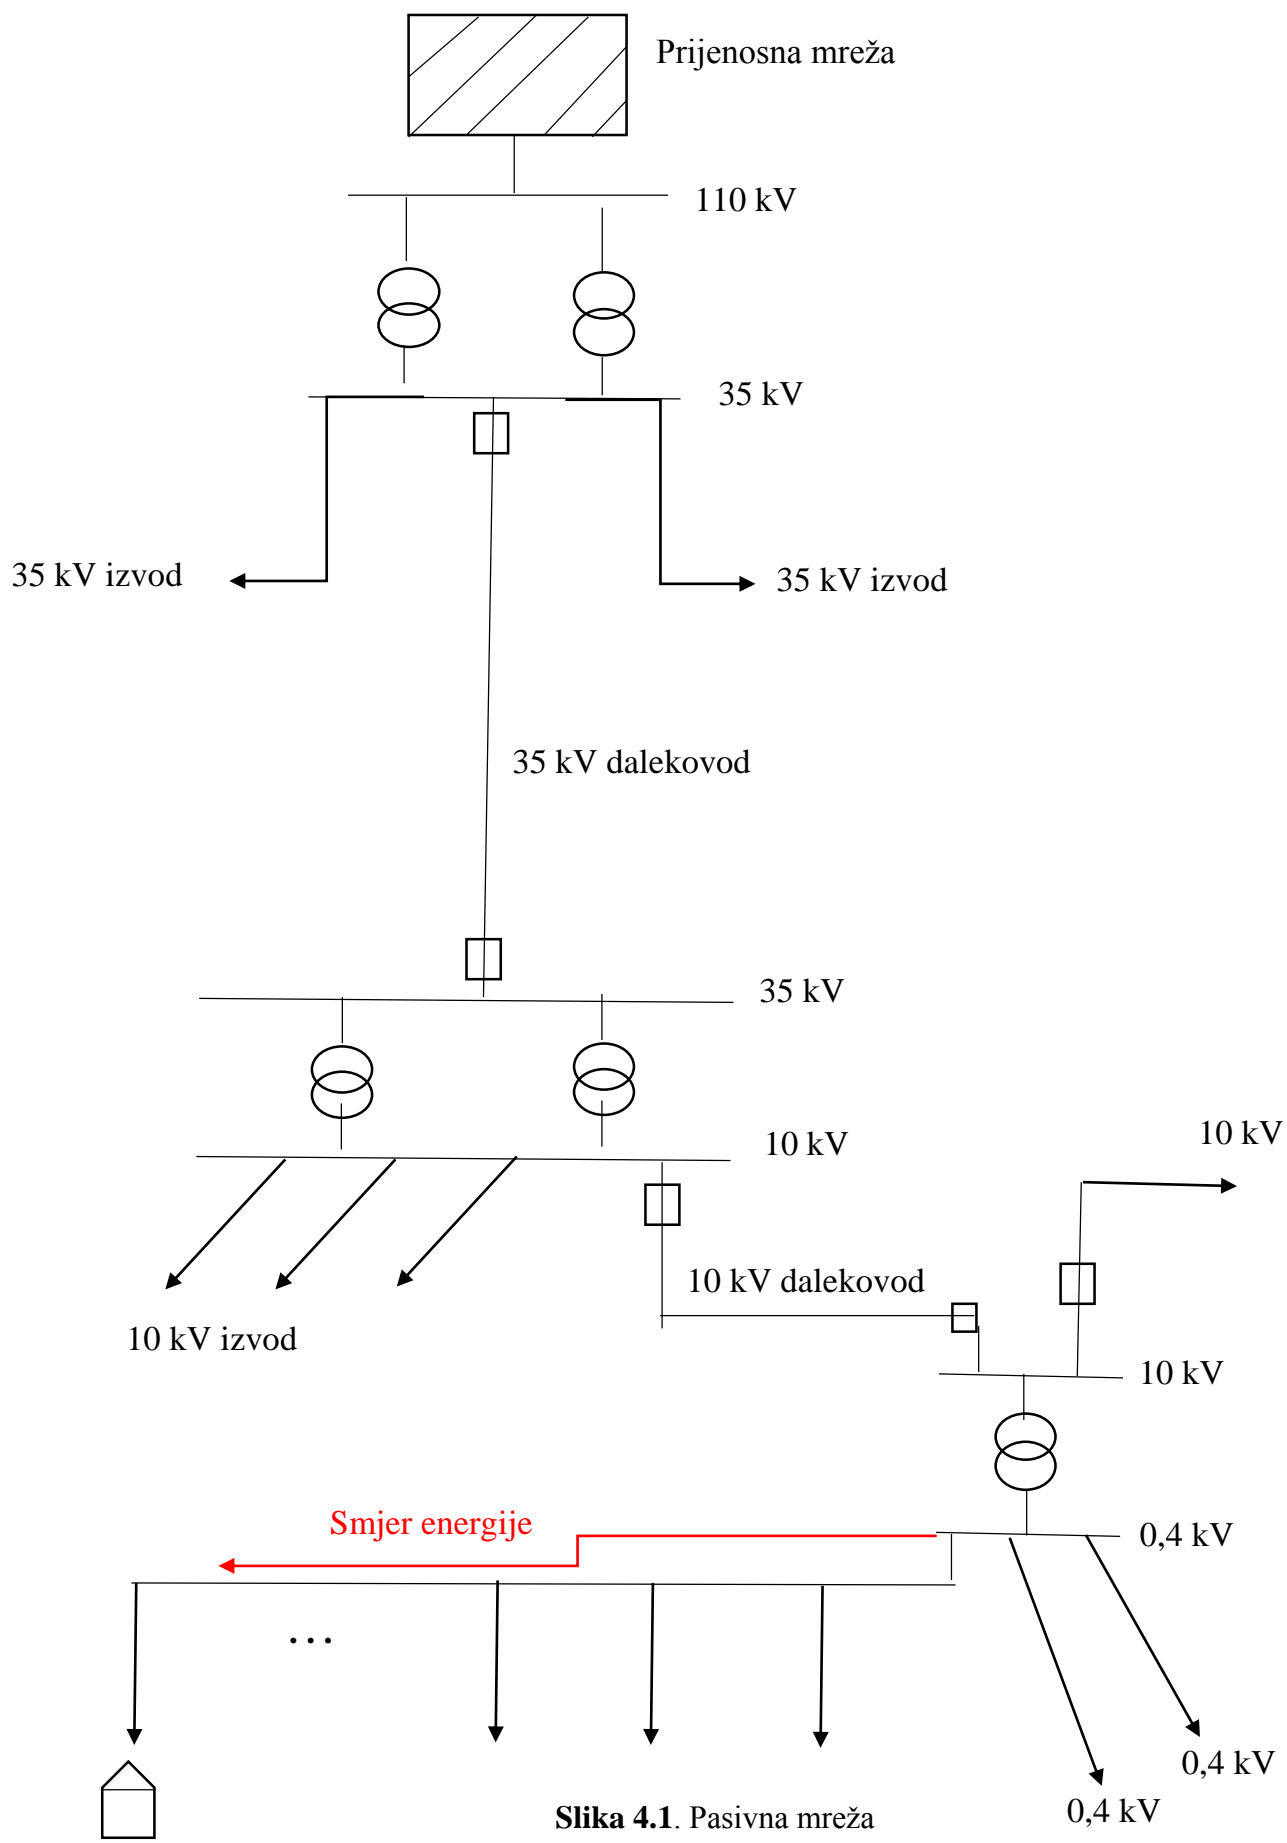 Prijenosna mreža
110 kV
35 kV
35 kV izvod
35 kV izvod
35 kV dalekovod
35 kV
10 kV
10 kV
10 kV dalekovod
10 kV izvod
10 kV
Smjer energije
0,4 kV
...
0,4 kV
0,4 kV
Slika 4.1. Pasivna mreža